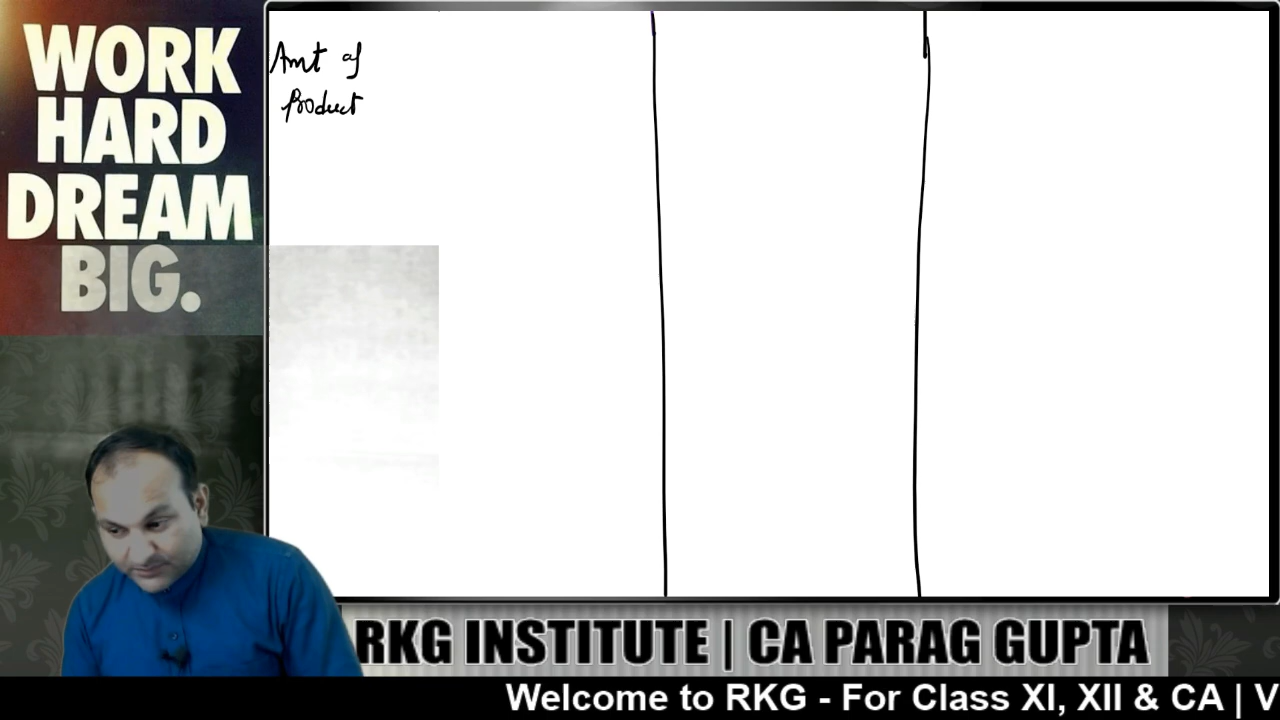 WORK
HARD
DREAM
BIG.
Amt of
Product
RKG INSTITUTE | CA PARAG GUPTA
Welcome to RKG - For Class XI, XII & CA | V